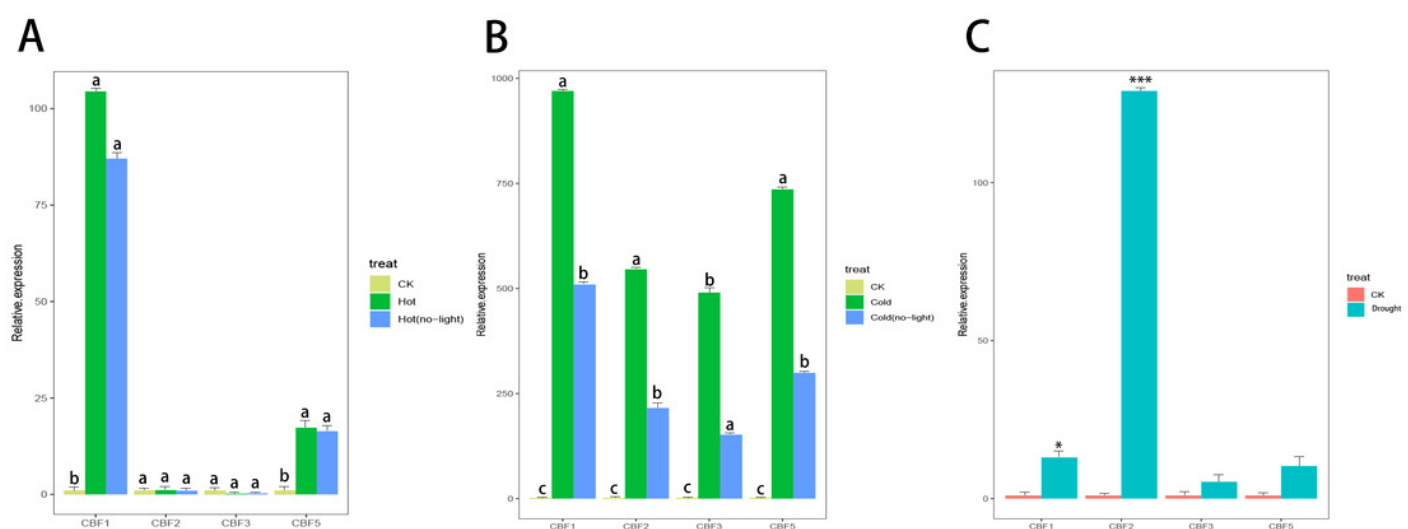 A
Relative.expression
100
75
50
25
0
b a a
a a a
a a a
b a a
CBF1 CBF2 CBF3 CBF5
treat
CK
Hot
Hot(no-light)
B
Relative.expression
1000
750
500
250
0
c a b
c a b
c b a
c a b
CBF1 CBF2 CBF3 CBF5
treat
CK
Cold
Cold(no-light)
C
Relative.expression
100
50
0
*
***
CBF1 CBF2 CBF3 CBF5
treat
CK
Drought